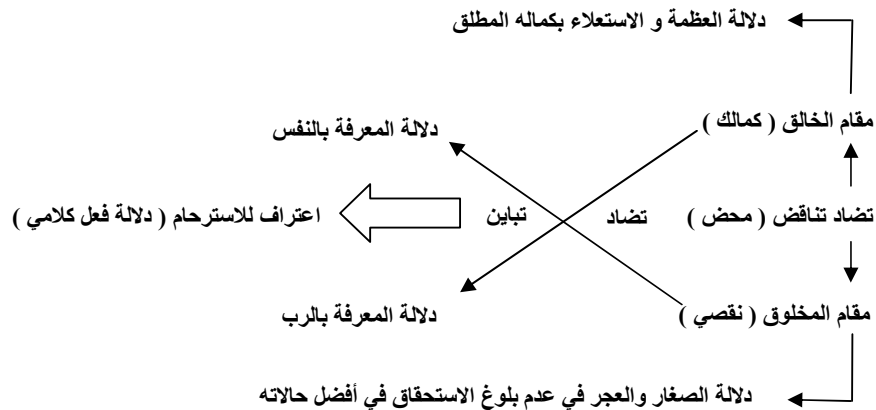 دلالة العظمة و الاستعلاء بكماله المطلق
مقام الخالق ( كمالك )
دلالة المعرفة بالنفس
تضاد تناقض ( محض )
تضاد
تباين
اعتراف للاسترحام ( دلالة فعل كلامي )
مقام المخلوق ( نقصي )
دلالة المعرفة بالرب
دلالة الصغار والعجر في عدم بلوغ الاستحقاق في أفضل حالاته